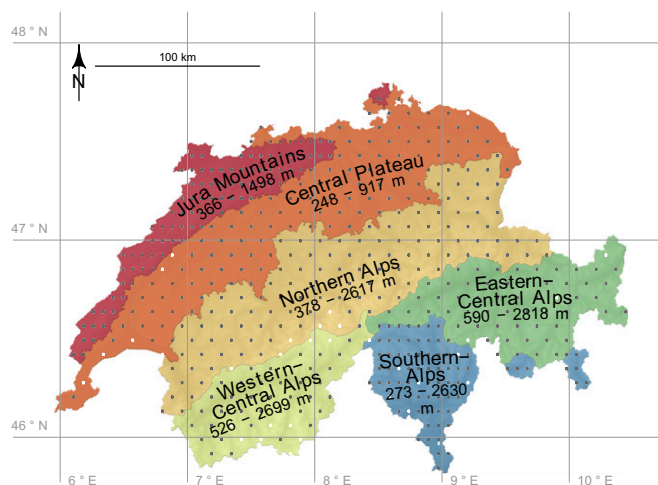 48° N
100 km
N
Jura Mountains
366 – 1498 m
Central Plateau
248 – 917 m
47° N
Northern Alps
378 – 2617 m
Eastern–
Central Alps
590 – 2818 m
Southern–
Alps
273 – 2630
m
Western–
Central Alps
526 – 2699 m
46° N
6° E
7° E
8° E
9° E
10° E